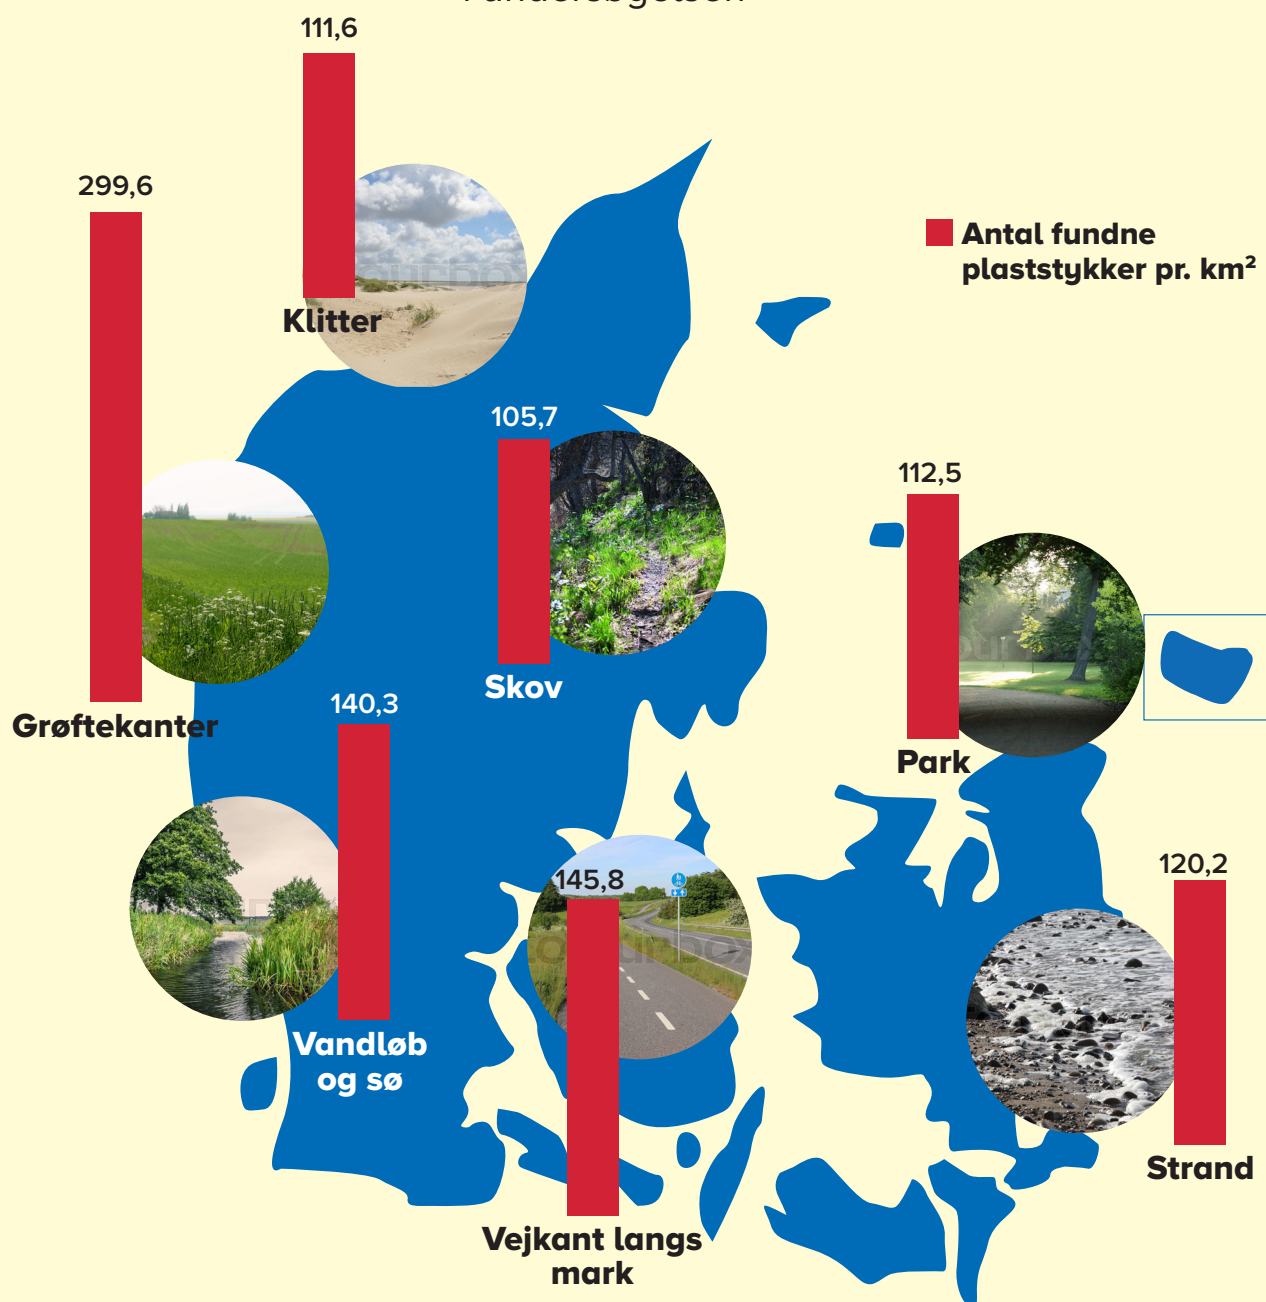 111,6
299,6
Antal fundne
plaststykker pr. km²
Klitter
105,7
112,5
Skov
140,3
Grøftekanter
Park
145,8
120,2
Vandløb
og sø
Strand
Vejkant langs
mark